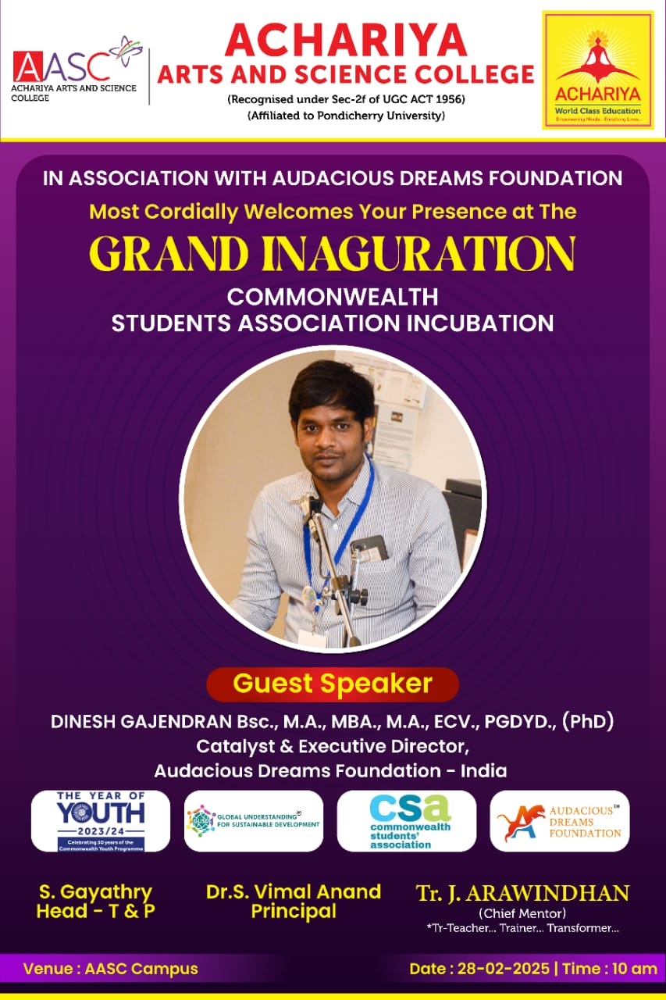 AASC
ACHARIYA ARTS AND SCIENCE
COLLEGE
ACHARIYA
ARTS AND SCIENCE COLLEGE
(Recognised under Sec-2f of UGC ACT 1956)
(Affiliated to Pondicherry University)
ACHARIYA
World Class Education
Empowering Minds... Enriching Lives...
IN ASSOCIATION WITH AUDACIOUS DREAMS FOUNDATION
Most Cordially Welcomes Your Presence at The
GRAND INAGURATION
COMMONWEALTH
STUDENTS ASSOCIATION INCUBATION
Guest Speaker
DINESH GAJENDRAN Bsc., M.A., MBA., M.A., ECV., PGDYD., (PhD)
Catalyst & Executive Director,
Audacious Dreams Foundation - India
THE YEAR OF
YOUTH
2023/24
Celebrating 50 years of the
Commonwealth Youth Programme
GUSD
GLOBAL UNDERSTANDING®
FOR SUSTAINABLE DEVELOPMENT
csa
commonwealth
students'
association
AUDACIOUS™
DREAMS
FOUNDATION
S. Gayathry
Head - T & P
Dr.S. Vimal Anand
Principal
Tr. J. ARAWINDHAN
(Chief Mentor)
*Tr-Teacher... Trainer... Transformer...
Venue : AASC Campus
Date : 28-02-2025 | Time : 10 am